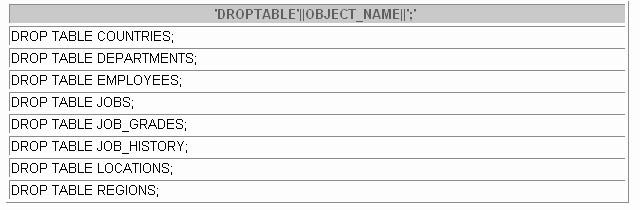 'DROPTABLE'||OBJECT_NAME||';'
DROP TABLE COUNTRIES;
DROP TABLE DEPARTMENTS;
DROP TABLE EMPLOYEES;
DROP TABLE JOBS;
DROP TABLE JOB_GRADES;
DROP TABLE JOB_HISTORY;
DROP TABLE LOCATIONS;
DROP TABLE REGIONS;